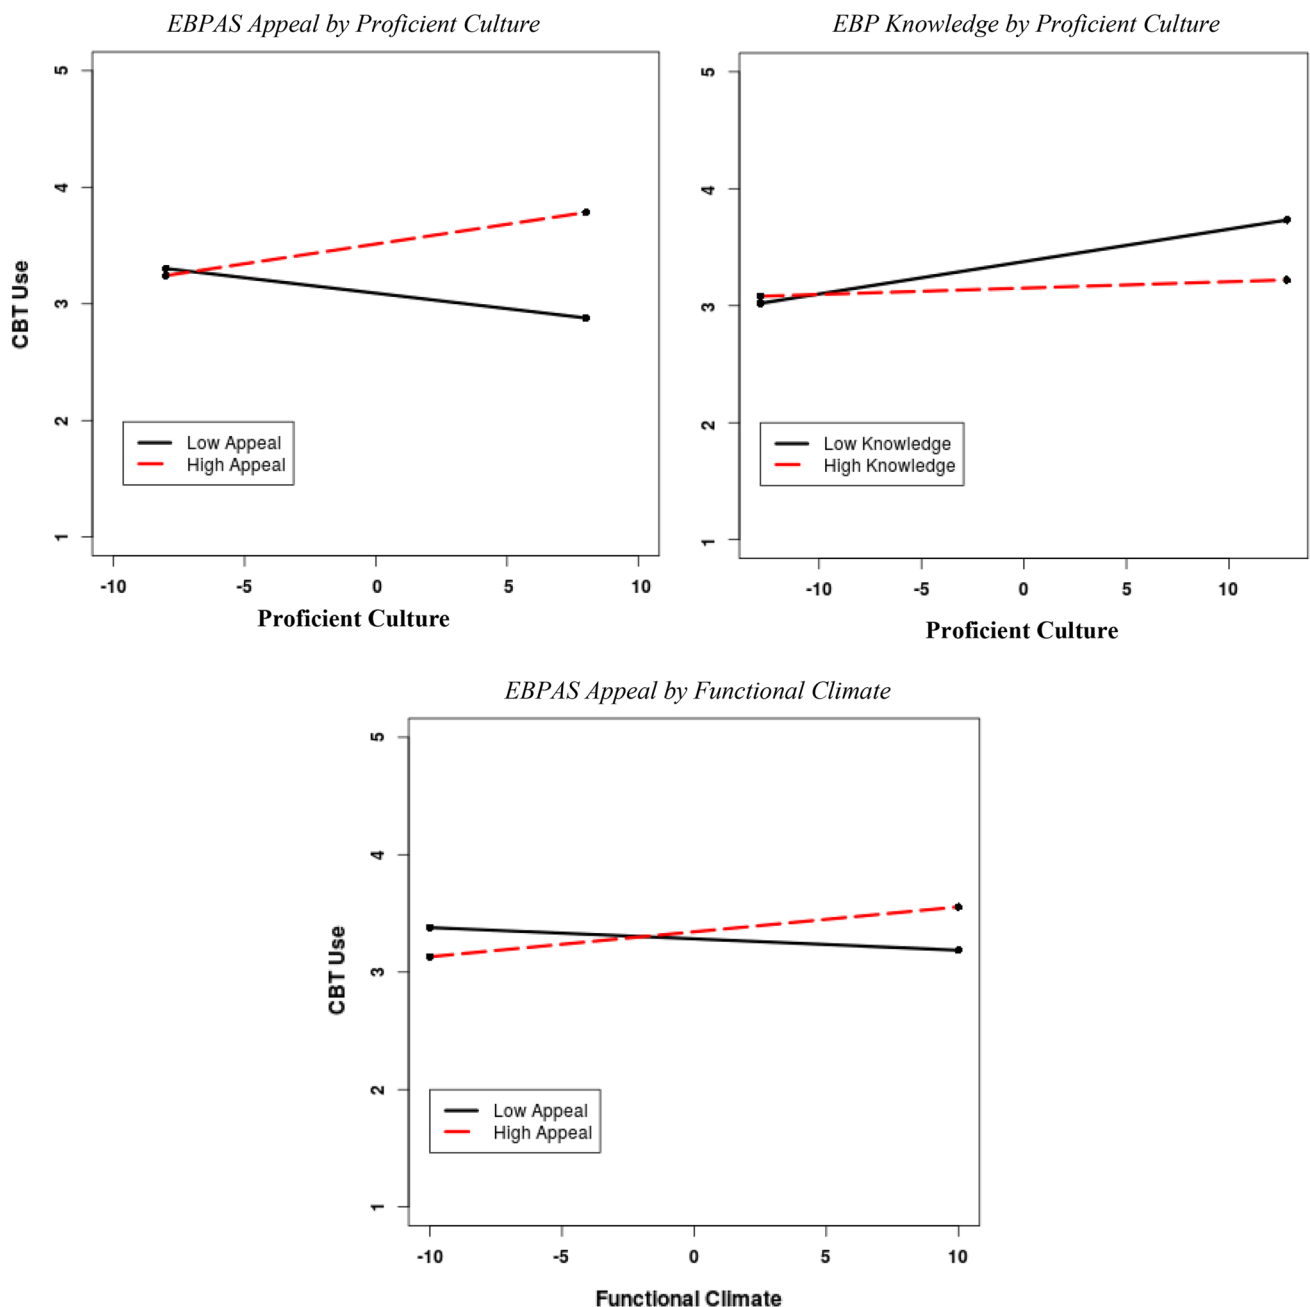 EBPAS Appeal by Proficient Culture
5
4
3
2
1
CBT Use
Low Appeal
High Appeal
-10 -5 0 5 10
Proficient Culture
EBP Knowledge by Proficient Culture
5
4
3
2
1
Low Knowledge
High Knowledge
-10 -5 0 5 10
Proficient Culture
EBPAS Appeal by Functional Climate
5
4
3
2
1
CBT Use
Low Appeal
High Appeal
-10 -5 0 5 10
Functional Climate